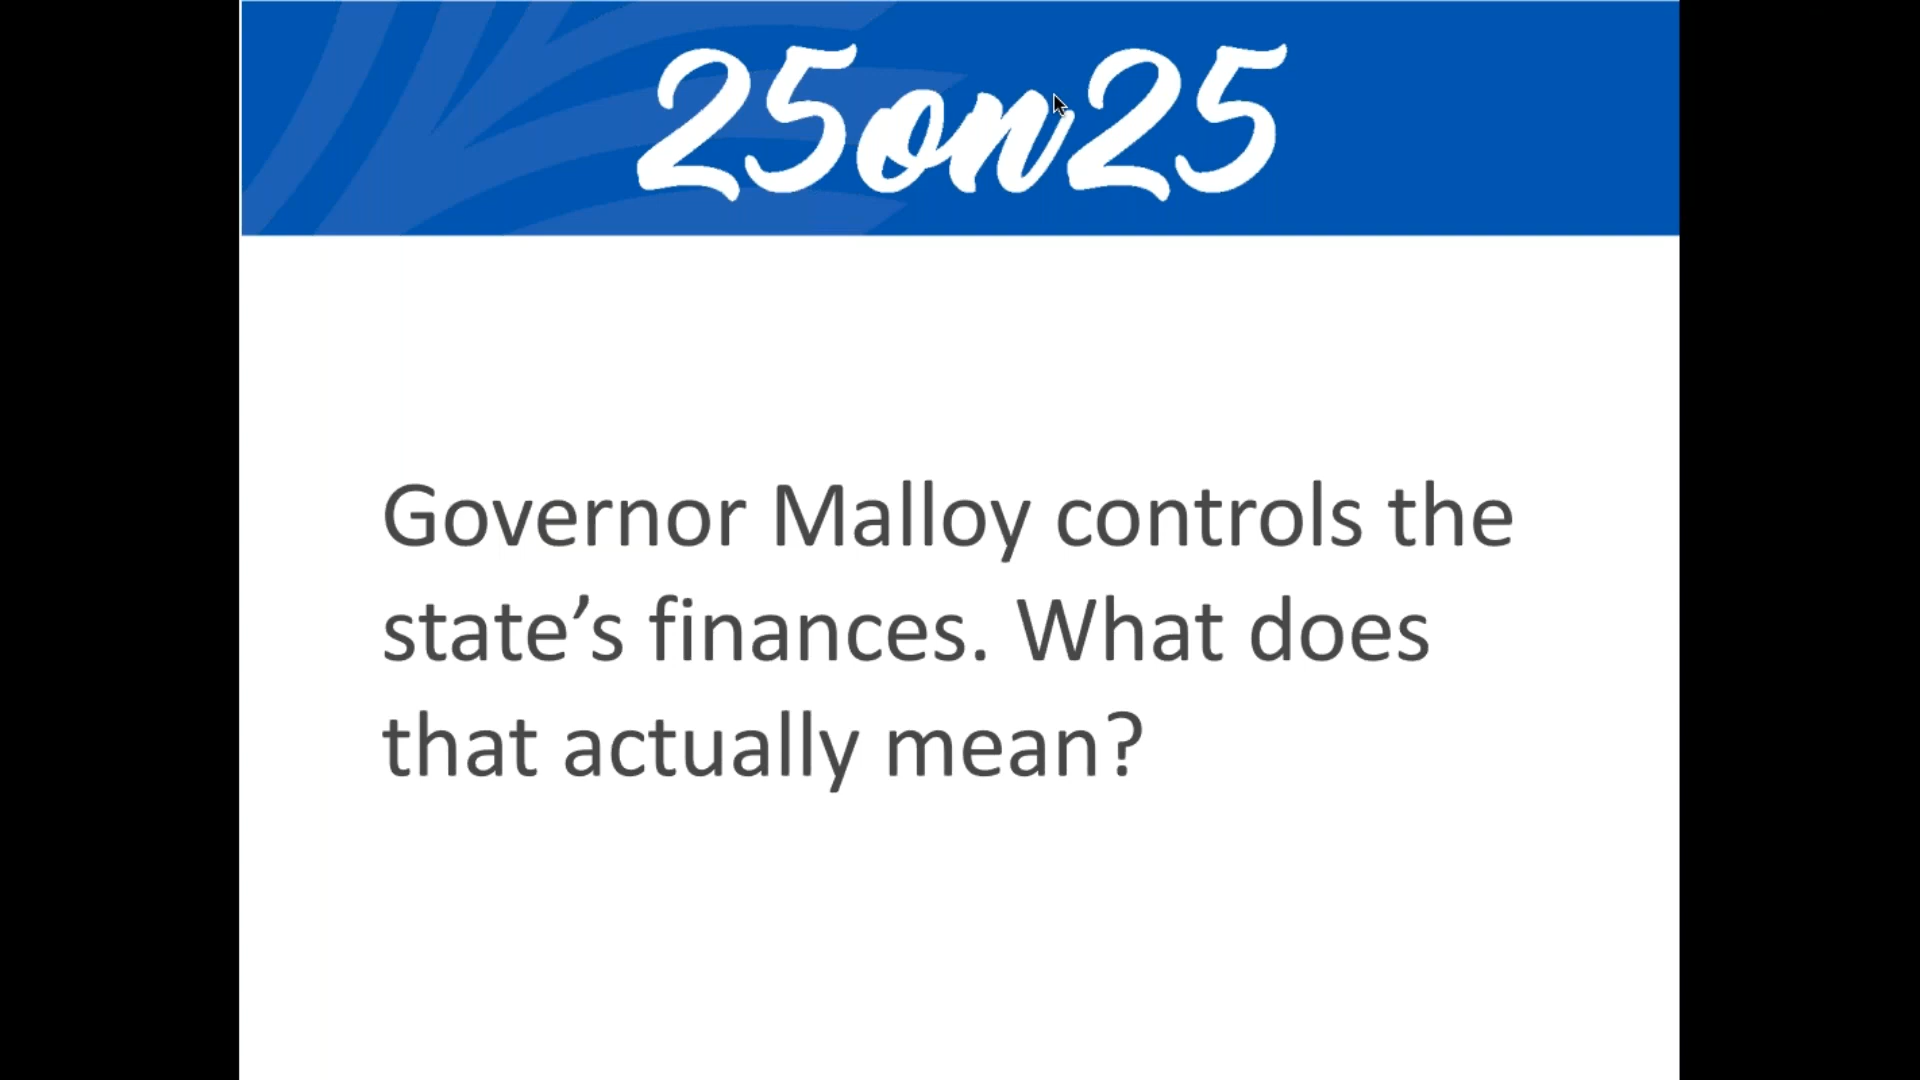 25on25
Governor Malloy controls the
state’s finances. What does
that actually mean?